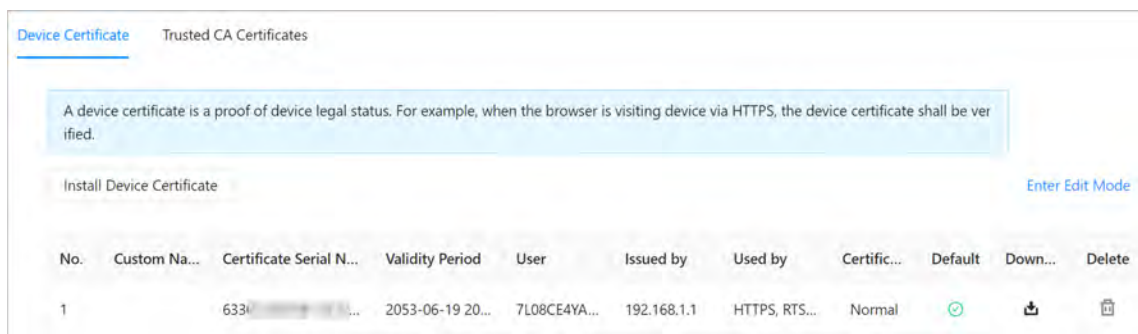 Device Certificate Trusted CA Certificates
A device certificate is a proof of device legal status. For example, when the browser is visiting device via HTTPS, the device certificate shall be ver
ified.
Install Device Certificate Enter Edit Mode
No. Custom Na... Certificate Serial N... Validity Period User Issued by Used by Certific... Default Down... Delete
1 2053-06-19 20... 7L08CE4YA... 192.168.1.1 HTTPS, RTS... Normal